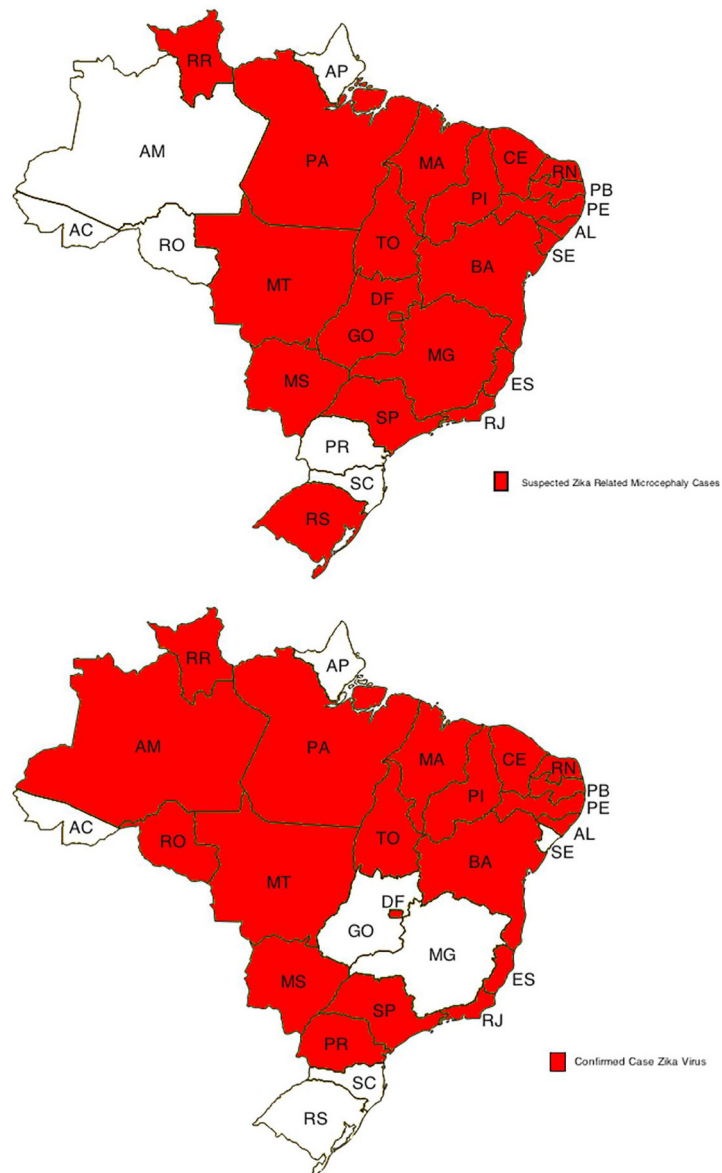 RR
AP
AM
PA
MA
CE
RN
PB
PI
PE
AC
AL
RO
TO
SE
BA
MT
DF
GO
MG
MS
ES
SP
RJ
PR
SC
Suspected Zika Related Microcephaly Cases
RS
RR
AP
AM
PA
MA
CE
RN
PB
PI
PE
AC
AL
RO
TO
SE
BA
MT
DF
GO
MG
MS
ES
SP
RJ
PR
Confirmed Case Zika Virus
SC
RS